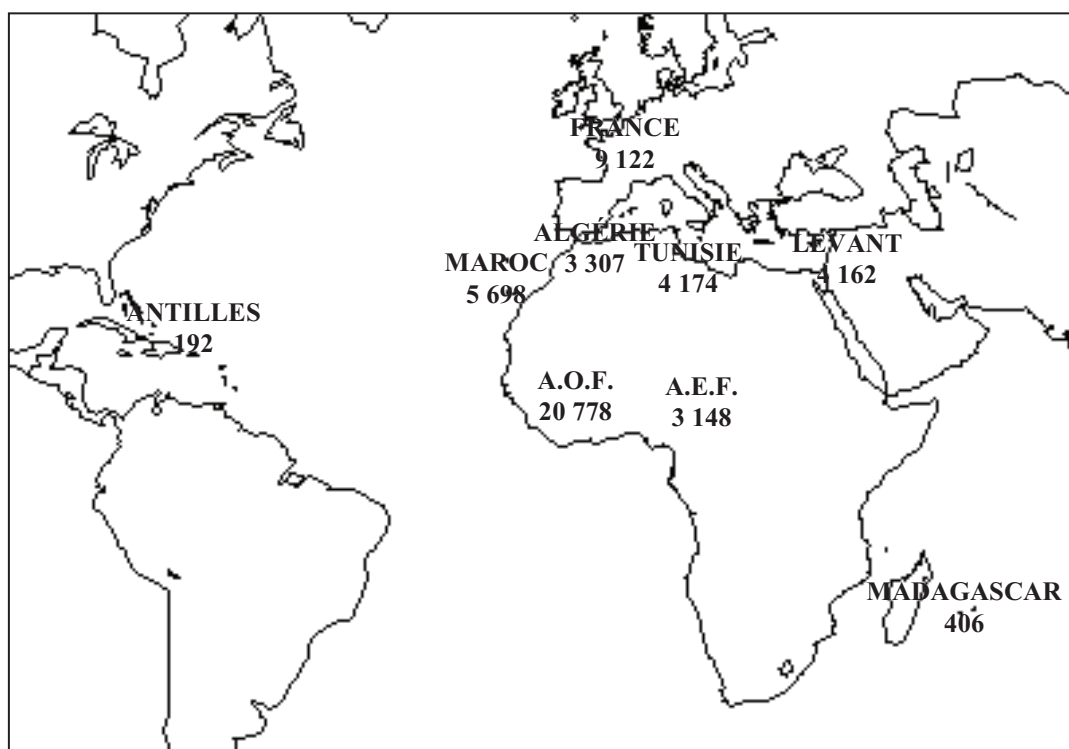 FRANCE
9 122
ALGÉRIE
3 307
TUNISIE
4 174
LEVANT
4 162
MAROC
5 698
ANTILLES
192
A.O.F.
20 778
A.E.F.
3 148
MADAGASCAR
406